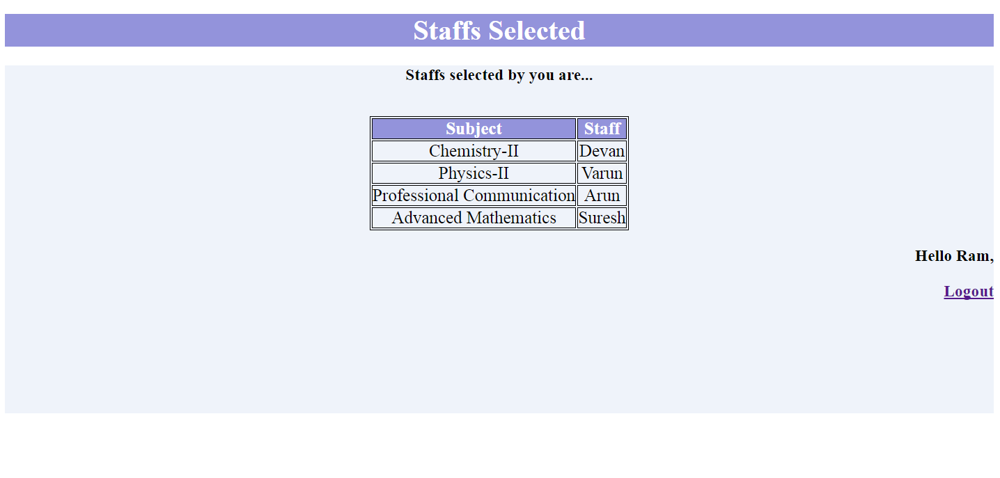 Staffs Selected
Staffs selected by you are...
Subject Staff
Chemistry-II Devan
Physics-II Varun
Professional Communication Arun
Advanced Mathematics Suresh
Hello Ram,
Logout